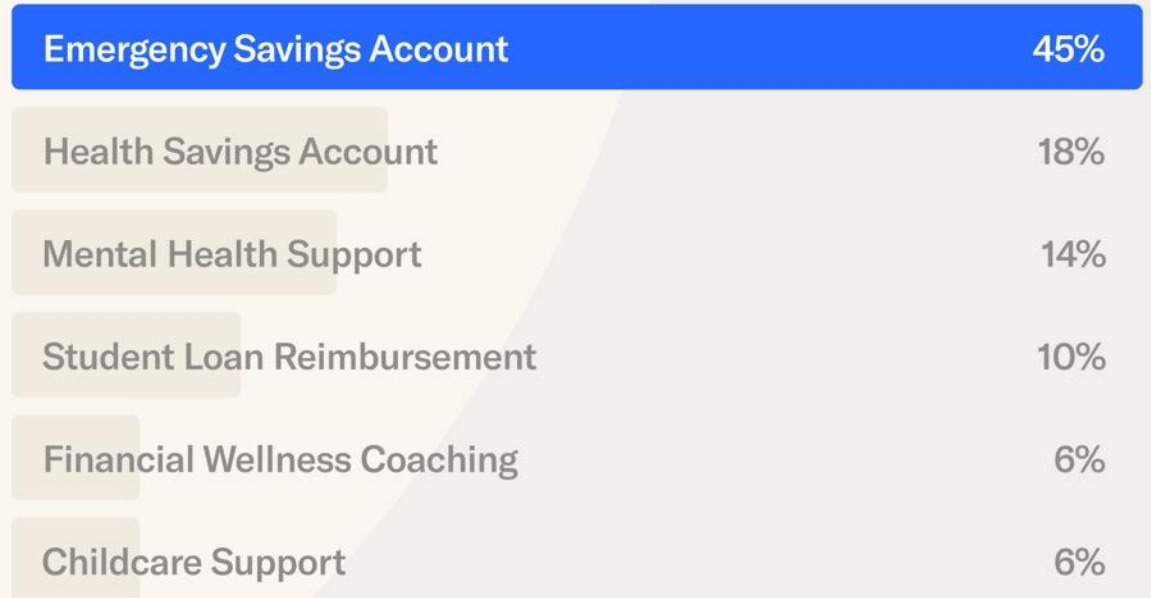 Emergency Savings Account 45%
Health Savings Account 18%
Mental Health Support 14%
Student Loan Reimbursement 10%
Financial Wellness Coaching 6%
Childcare Support 6%